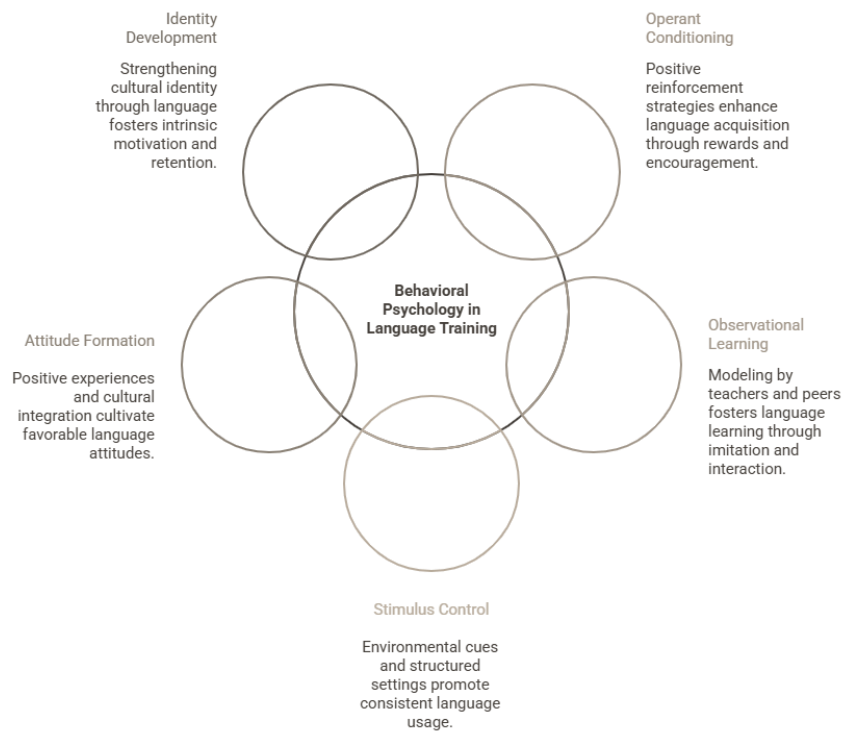 Identity
Development
Strengthening
cultural identity
through language
fosters intrinsic
motivation and
retention.
Operant
Conditioning
Positive
reinforcement
strategies enhance
language acquisition
through rewards and
encouragement.
Behavioral
Psychology in
Language Training
Attitude Formation
Positive experiences
and cultural
integration cultivate
favorable language
attitudes.
Observational
Learning
Modeling by
teachers and peers
fosters language
learning through
imitation and
interaction.
Stimulus Control
Environmental cues
and structured
settings promote
consistent language
usage.